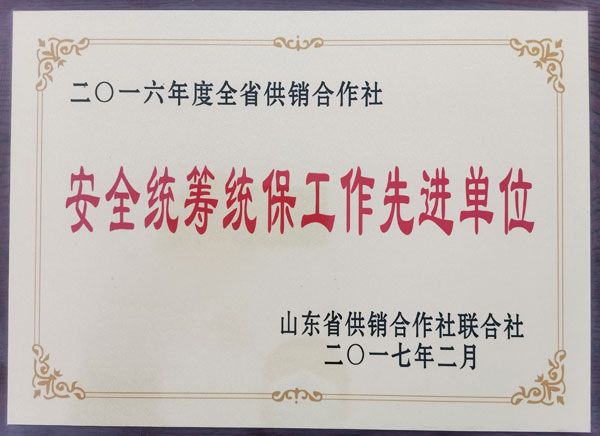 二〇一六年度全省供销合作社
安全统筹统保工作先进单位
山东省供销合作社联合社
二〇一七年二月